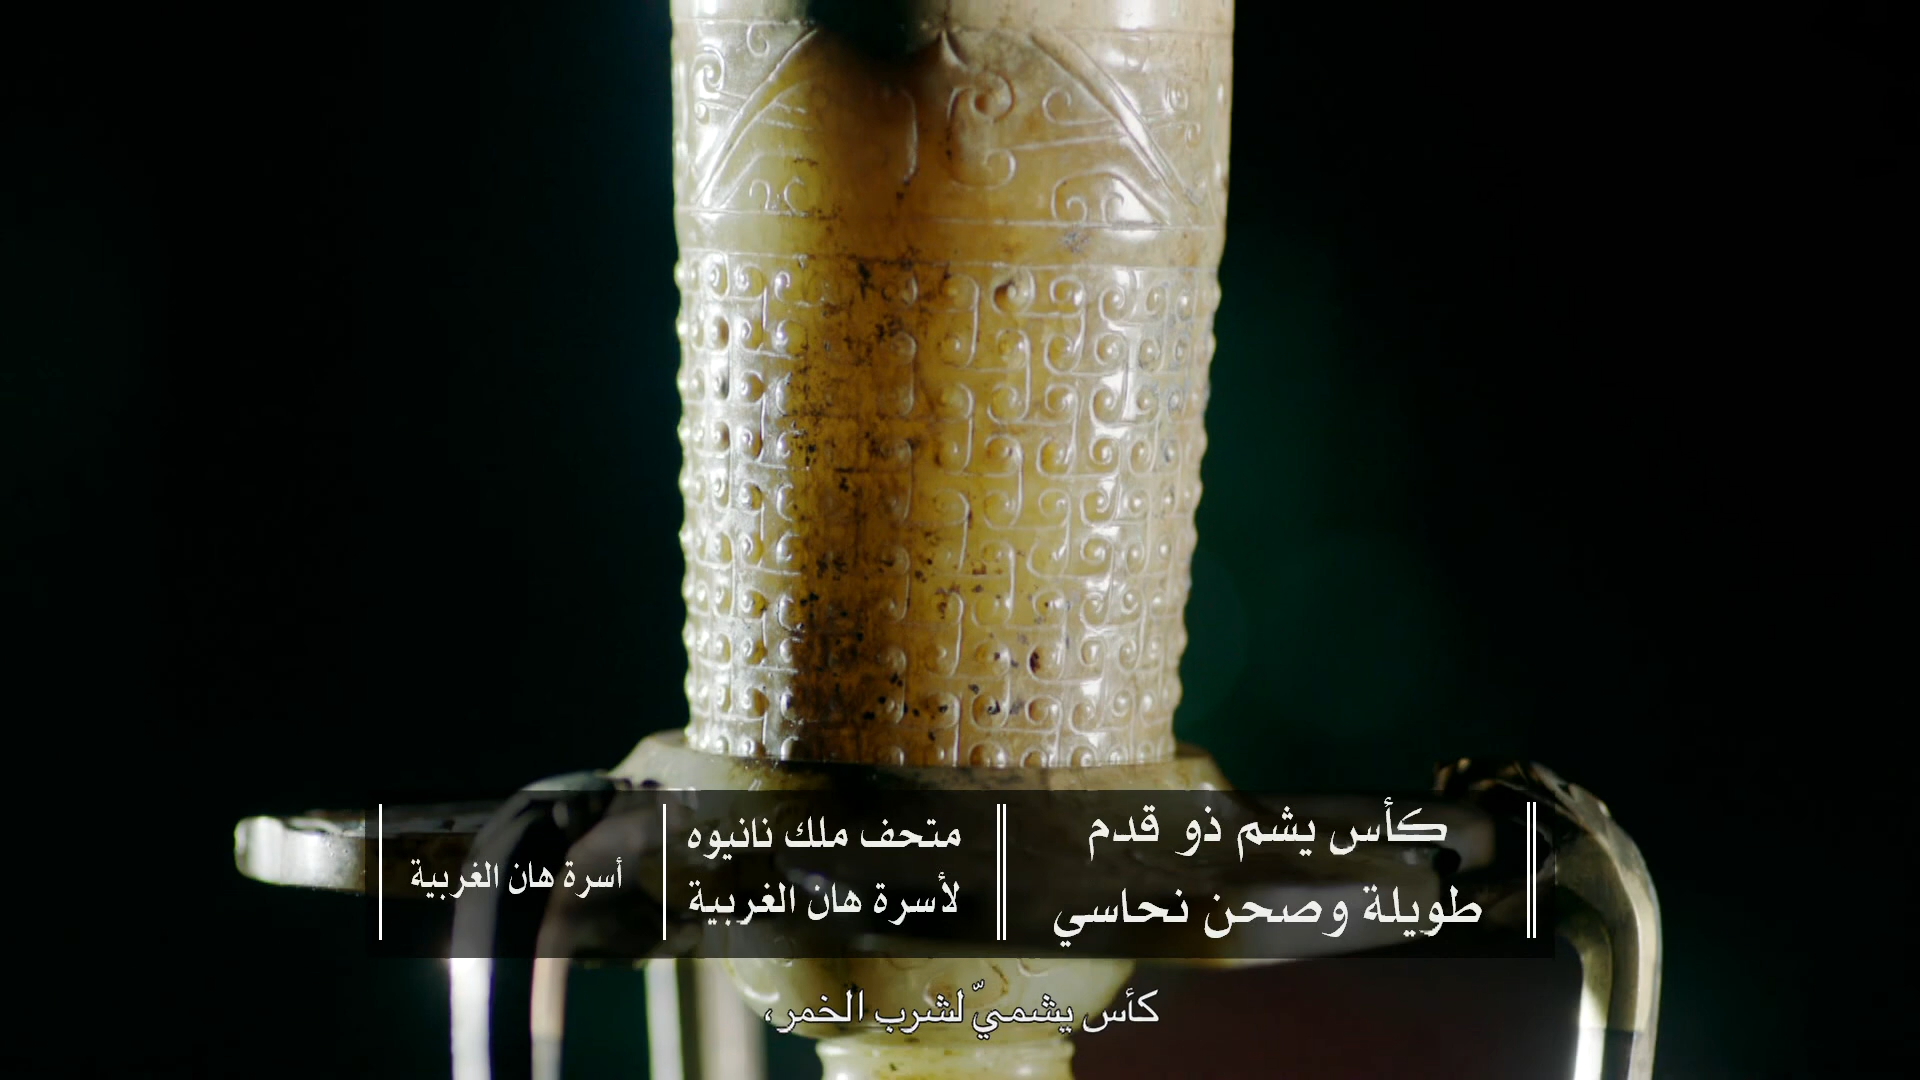 كأس يشم ذو قدم
طويلة وصحن نحاسي
متحف ملك نانيوه
لأسرة هان الغربية
أسرة هان الغربية
كأس يشميّ لشرب الخمر،